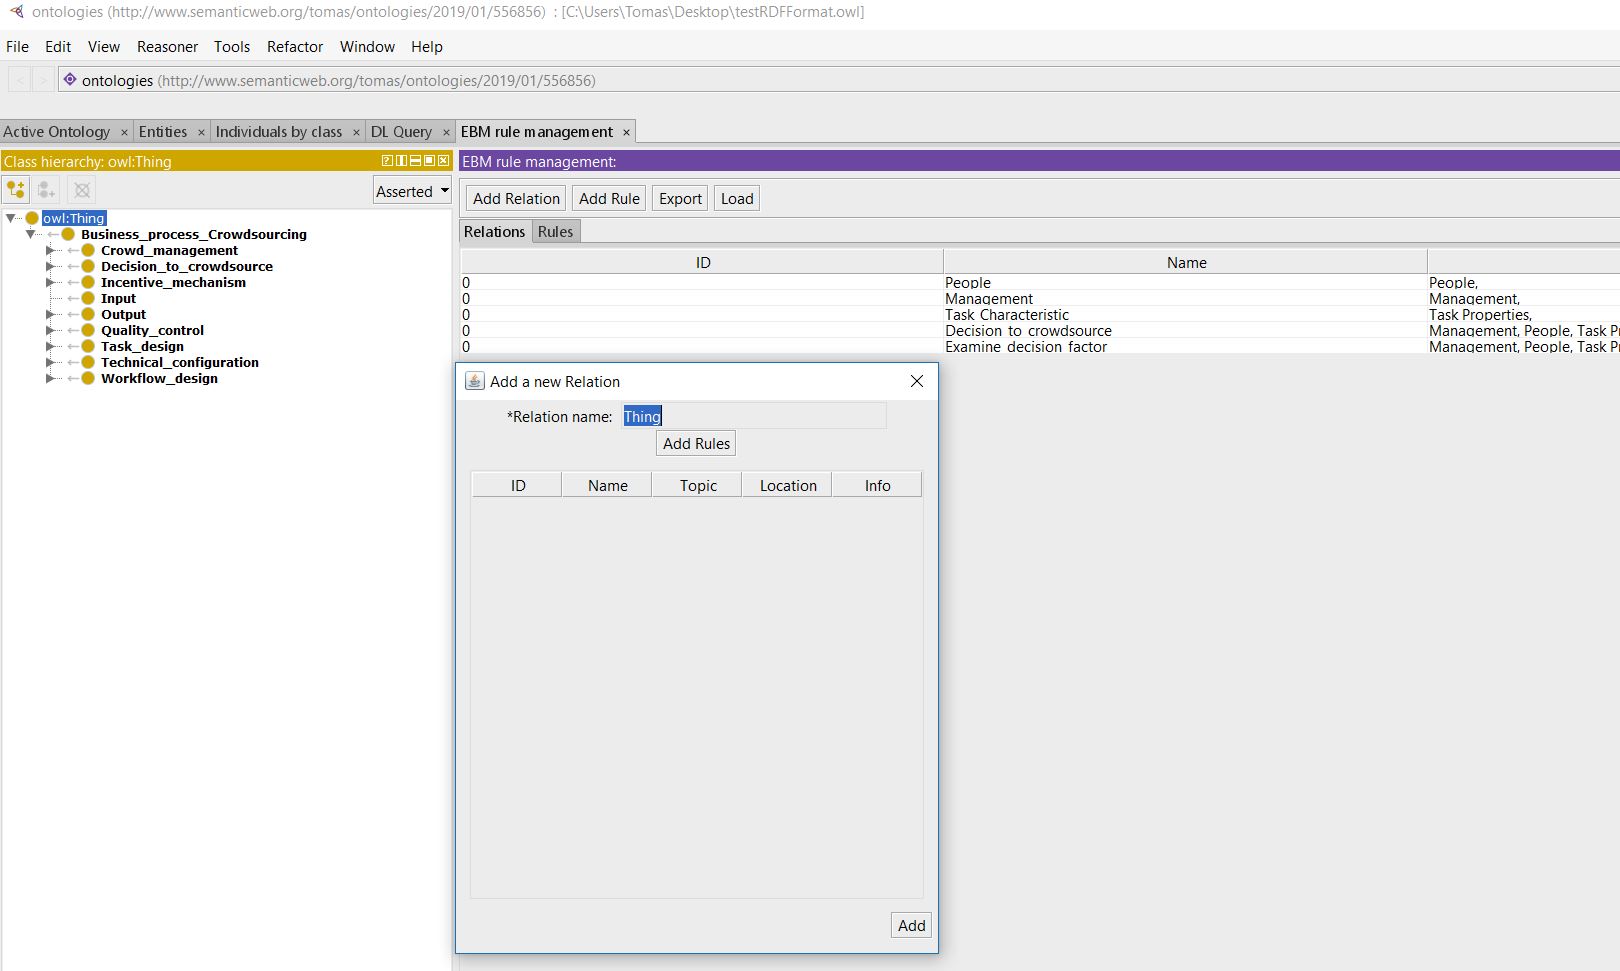 ontologies (http://www.semanticweb.org/tomas/ontologies/2019/01/556856) : [C:\Users\Tomas\Desktop\testRDFFormat.owl]
File Edit View Reasoner Tools Refactor Window Help
< > ontologies (http://www.semanticweb.org/tomas/ontologies/2019/01/556856)
Active Ontology × Entities × Individuals by class × DL Query × EBM rule management ×
Class hierarchy: owl:Thing
Asserted
owl:Thing
Business_process_Crowdsourcing
Crowd_management
Decision_to_crowdsource
Incentive_mechanism
Input
Output
Quality_control
Task_design
Technical_configuration
Workflow_design
EBM rule management:
Add Relation Add Rule Export Load
Relations Rules
ID Name
0 People People,
0 Management Management,
0 Task Characteristic Task Properties,
0 Decision to crowdsource Management, People, Task Pr
0 Examine decision factor Management, People, Task Pr
Add a new Relation
*Relation name: Thing
Add Rules
ID Name Topic Location Info
Add